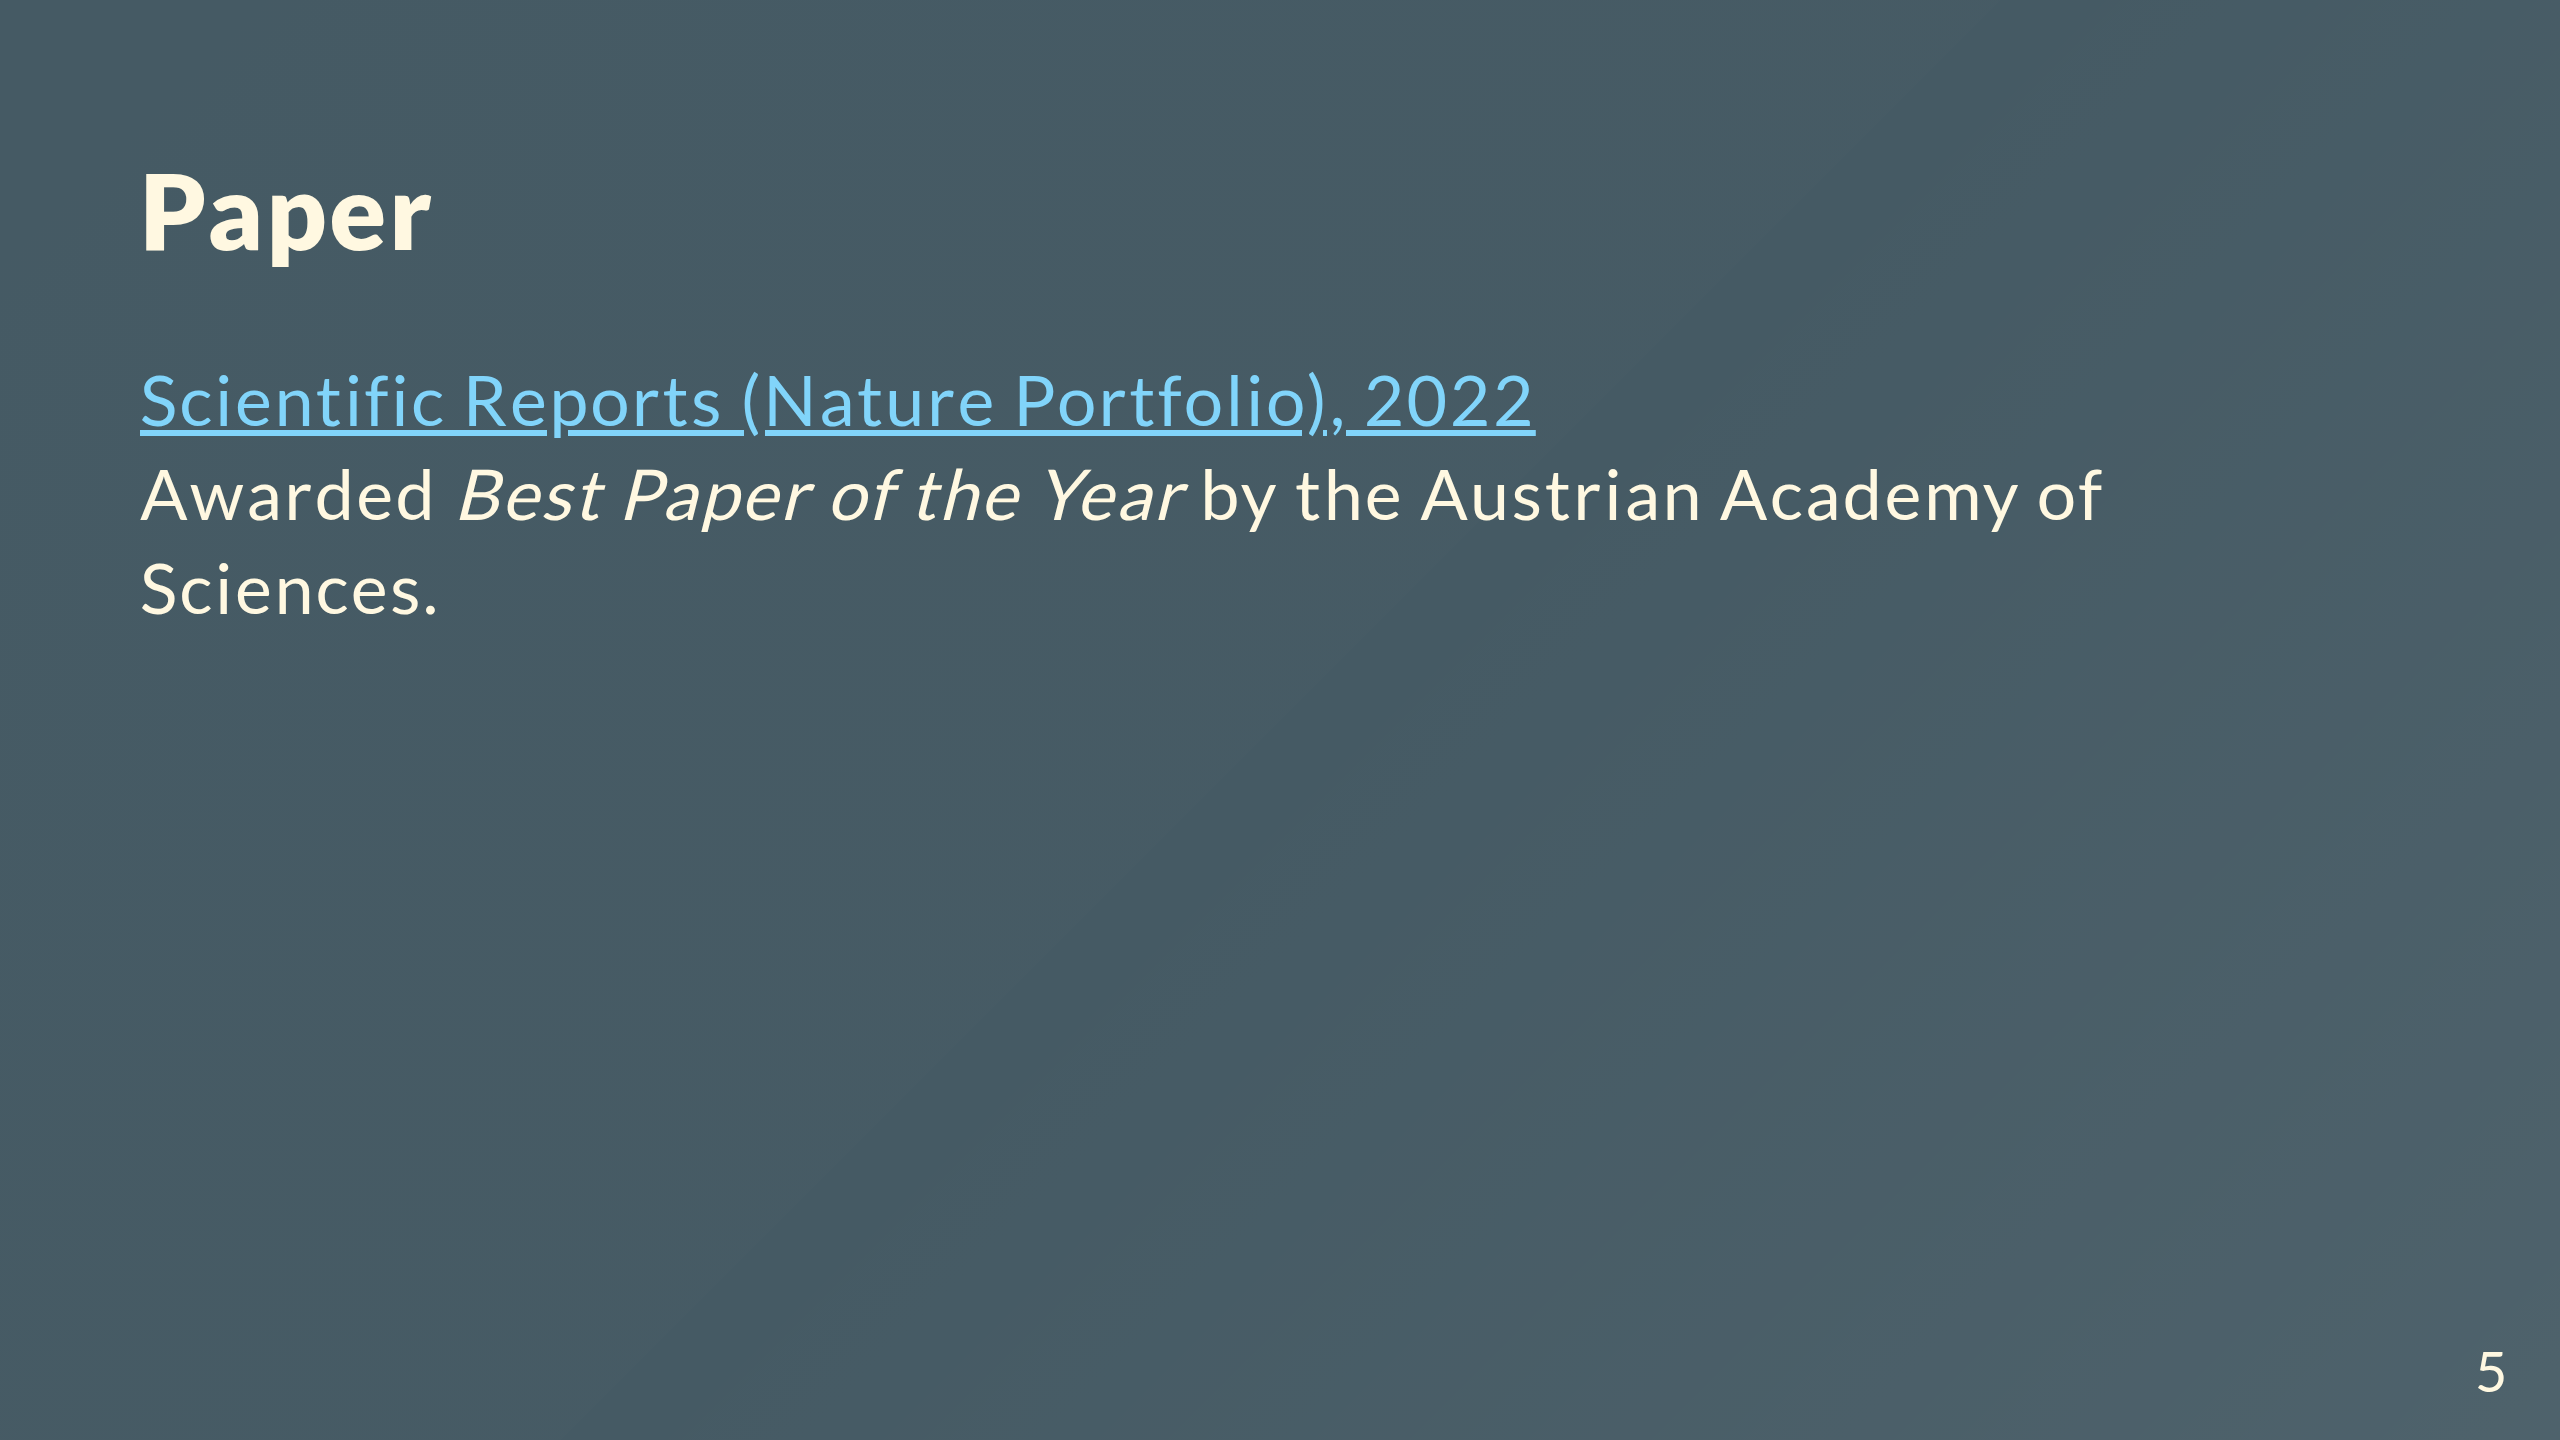 Paper
Scientific Reports (Nature Portfolio), 2022
Awarded Best Paper of the Year by the Austrian Academy of
Sciences.
5